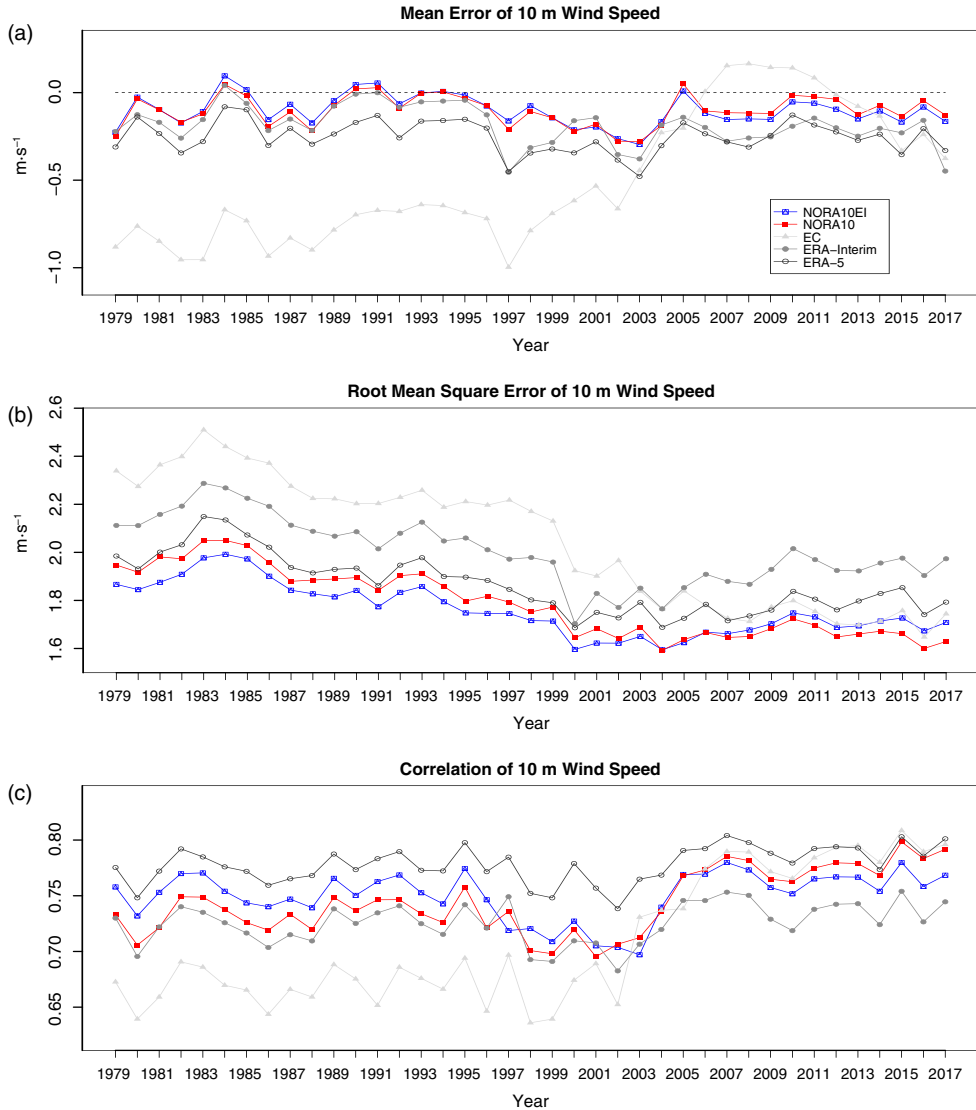 (a)
Mean Error of 10 m Wind Speed
0.0
−0.5
−1.0
m·s⁻¹
NORA10EI
NORA10
EC
ERA−Interim
ERA−5
1979 1981 1983 1985 1987 1989 1991 1993 1995 1997 1999 2001 2003 2005 2007 2009 2011 2013 2015 2017
Year
(b)
Root Mean Square Error of 10 m Wind Speed
2.6
2.4
2.2
2.0
1.8
1.6
m·s⁻¹
1979 1981 1983 1985 1987 1989 1991 1993 1995 1997 1999 2001 2003 2005 2007 2009 2011 2013 2015 2017
Year
(c)
Correlation of 10 m Wind Speed
0.80
0.75
0.70
0.65
1979 1981 1983 1985 1987 1989 1991 1993 1995 1997 1999 2001 2003 2005 2007 2009 2011 2013 2015 2017
Year